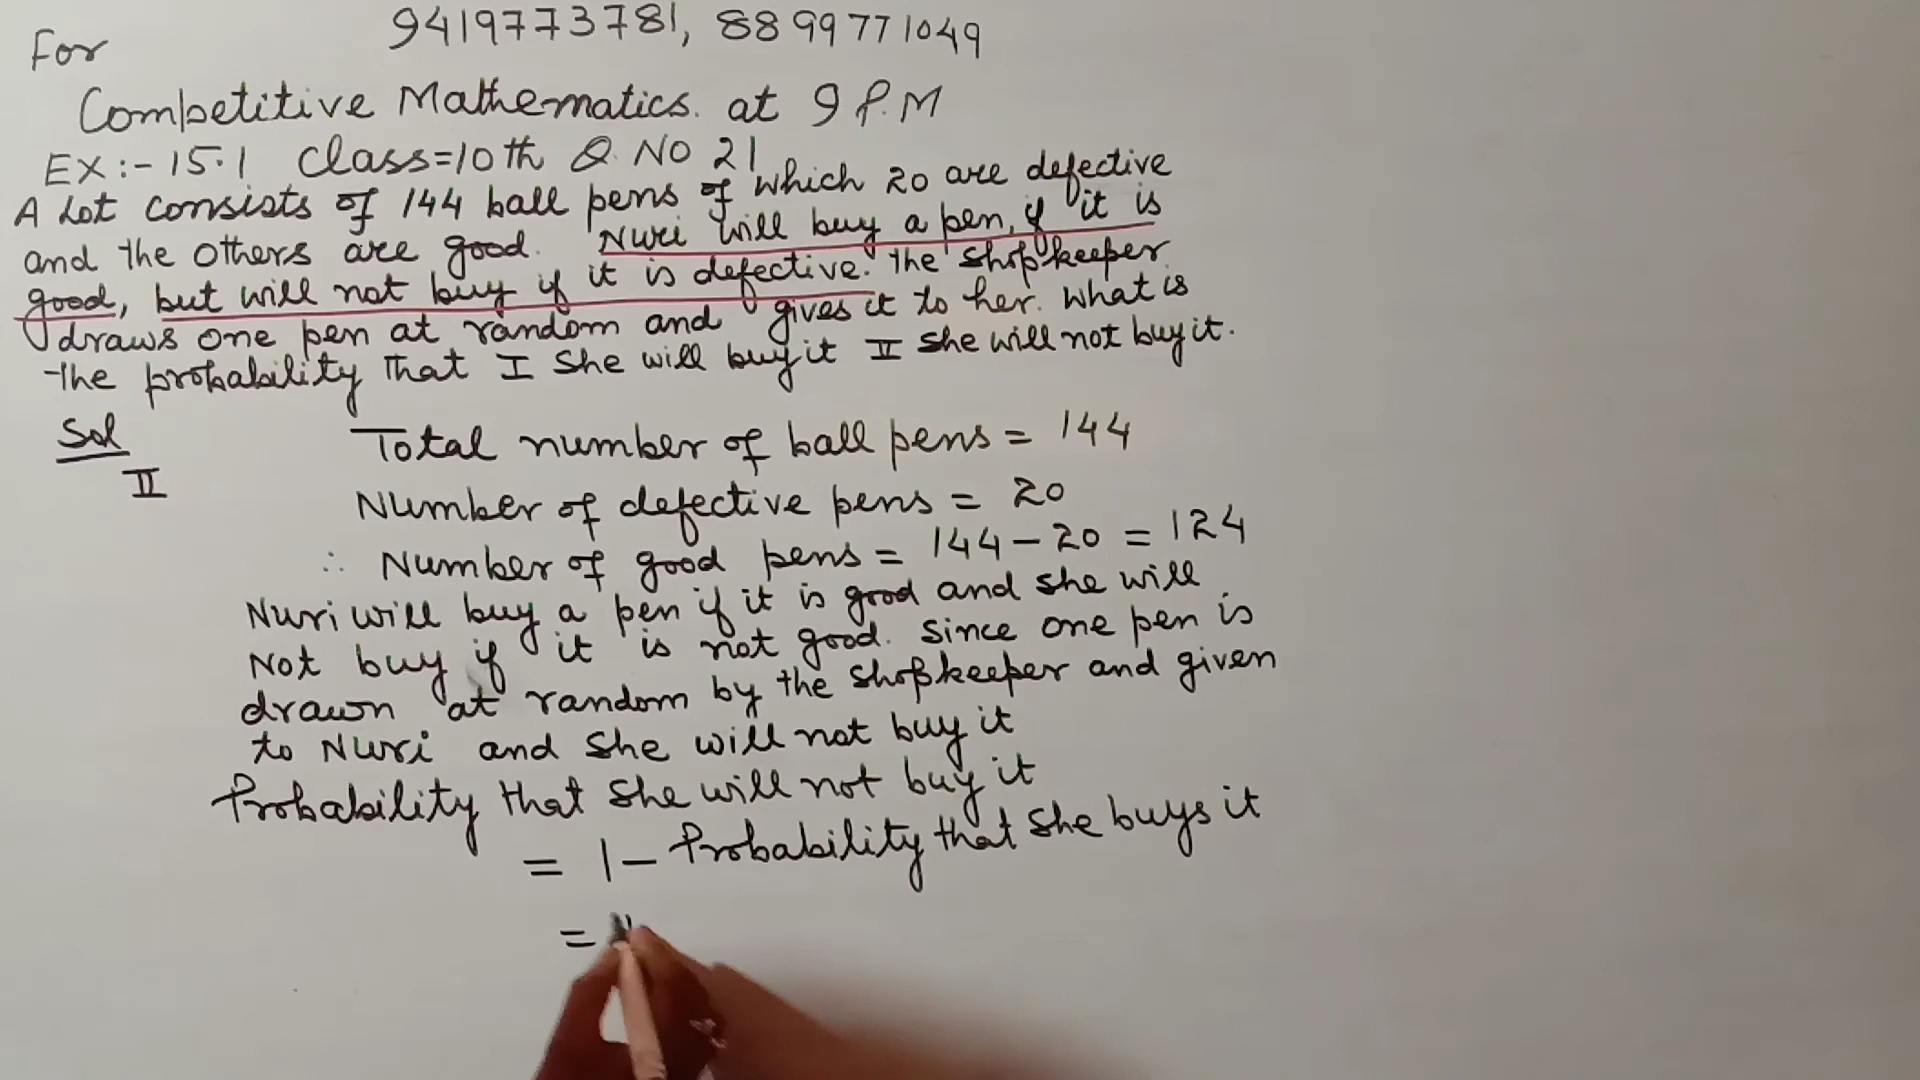 9419773781, 8899771049
For
Competitive Mathematics. at 9 P.M
EX:- 15.1 Class=10th Q. NO 21
A Lot consists of 144 ball pens of which 20 are defective
and the others are good. Nuri will buy a pen, if it is
good, but will not buy if it is defective. The shopkeeper
draws one pen at random and gives it to her. What is
the probability that I She will buy it II She will not buy it.
Sol
Total number of ball pens = 144
II
Number of defective pens = 20
∴ Number of good pens = 144-20 = 124
Nuri will buy a pen if it is good and she will
Not buy if it is not good. Since one pen is
drawn at random by the shopkeeper and given
to Nuri and She will not buy it
Probability that She will not buy it
= 1 - Probability that She buys it
=